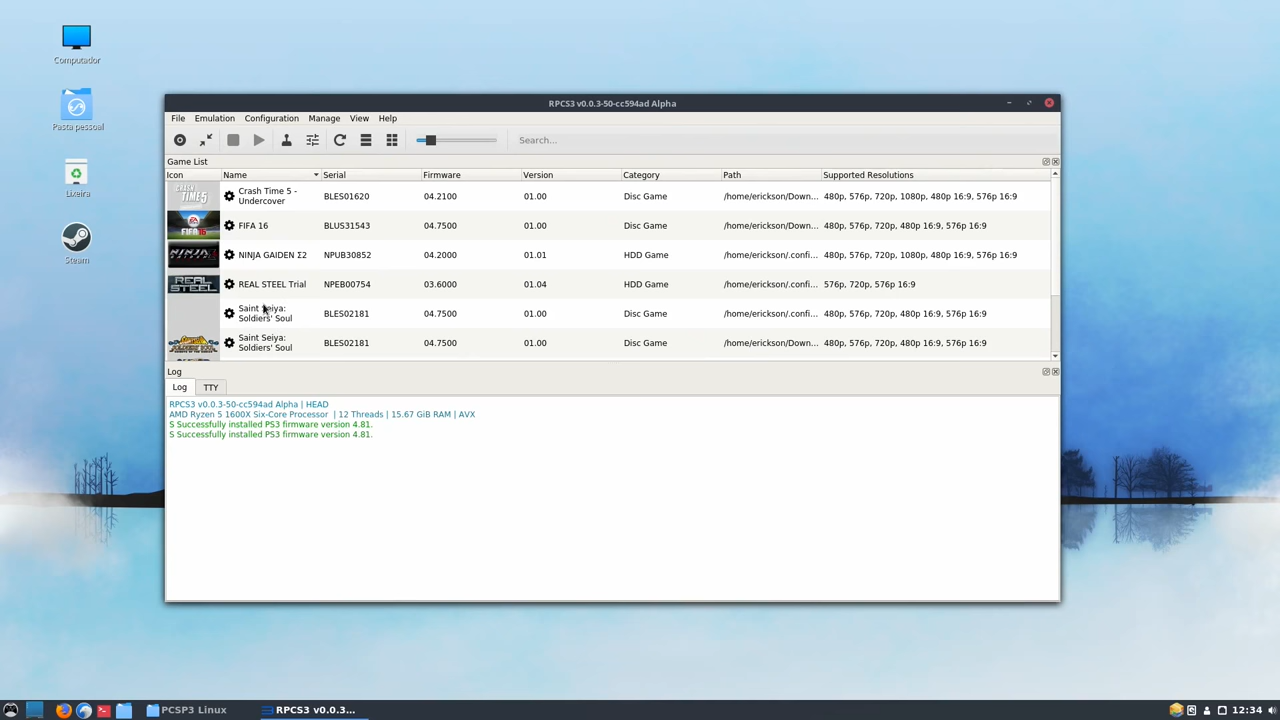 Computador
Pasta pessoal
Lixeira
Steam
RPCS3 v0.0.3-50-cc594ad Alpha
File Emulation Configuration Manage View Help
Search...
Game List
Icon Name Serial Firmware Version Category Path Supported Resolutions
CRASH TIME 5 Crash Time 5 - Undercover BLES01620 04.2100 01.00 Disc Game /home/erickson/Down... 480p, 576p, 720p, 1080p, 480p 16:9, 576p 16:9
FIFA 16 BLUS31543 04.7500 01.00 Disc Game /home/erickson/Down... 480p, 576p, 720p, 480p 16:9, 576p 16:9
NINJA GAIDEN Σ2 NPUB30852 04.2000 01.01 HDD Game /home/erickson/.confi... 480p, 576p, 720p, 1080p, 480p 16:9, 576p 16:9
REAL STEEL REAL STEEL Trial NPEB00754 03.6000 01.04 HDD Game /home/erickson/.confi... 576p, 720p, 576p 16:9
Saint Seiya: Soldiers' Soul BLES02181 04.7500 01.00 Disc Game /home/erickson/.confi... 480p, 576p, 720p, 480p 16:9, 576p 16:9
Saint Seiya: Soldiers' Soul BLES02181 04.7500 01.00 Disc Game /home/erickson/Down... 480p, 576p, 720p, 480p 16:9, 576p 16:9
Log
Log TTY
RPCS3 v0.0.3-50-cc594ad Alpha | HEAD
AMD Ryzen 5 1600X Six-Core Processor | 12 Threads | 15.67 GiB RAM | AVX
S Successfully installed PS3 firmware version 4.81.
S Successfully installed PS3 firmware version 4.81.
PCSP3 Linux
RPCS3 v0.0.3...
12:34